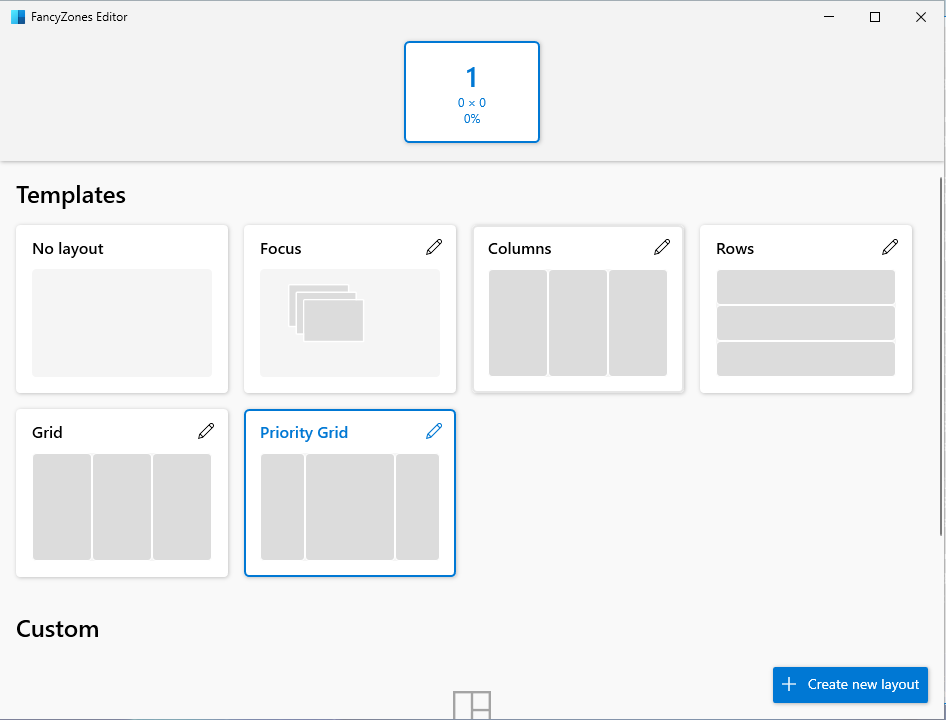 FancyZones Editor
1
0 × 0
0%
Templates
No layout
Focus
Columns
Rows
Grid
Priority Grid
Custom
Create new layout